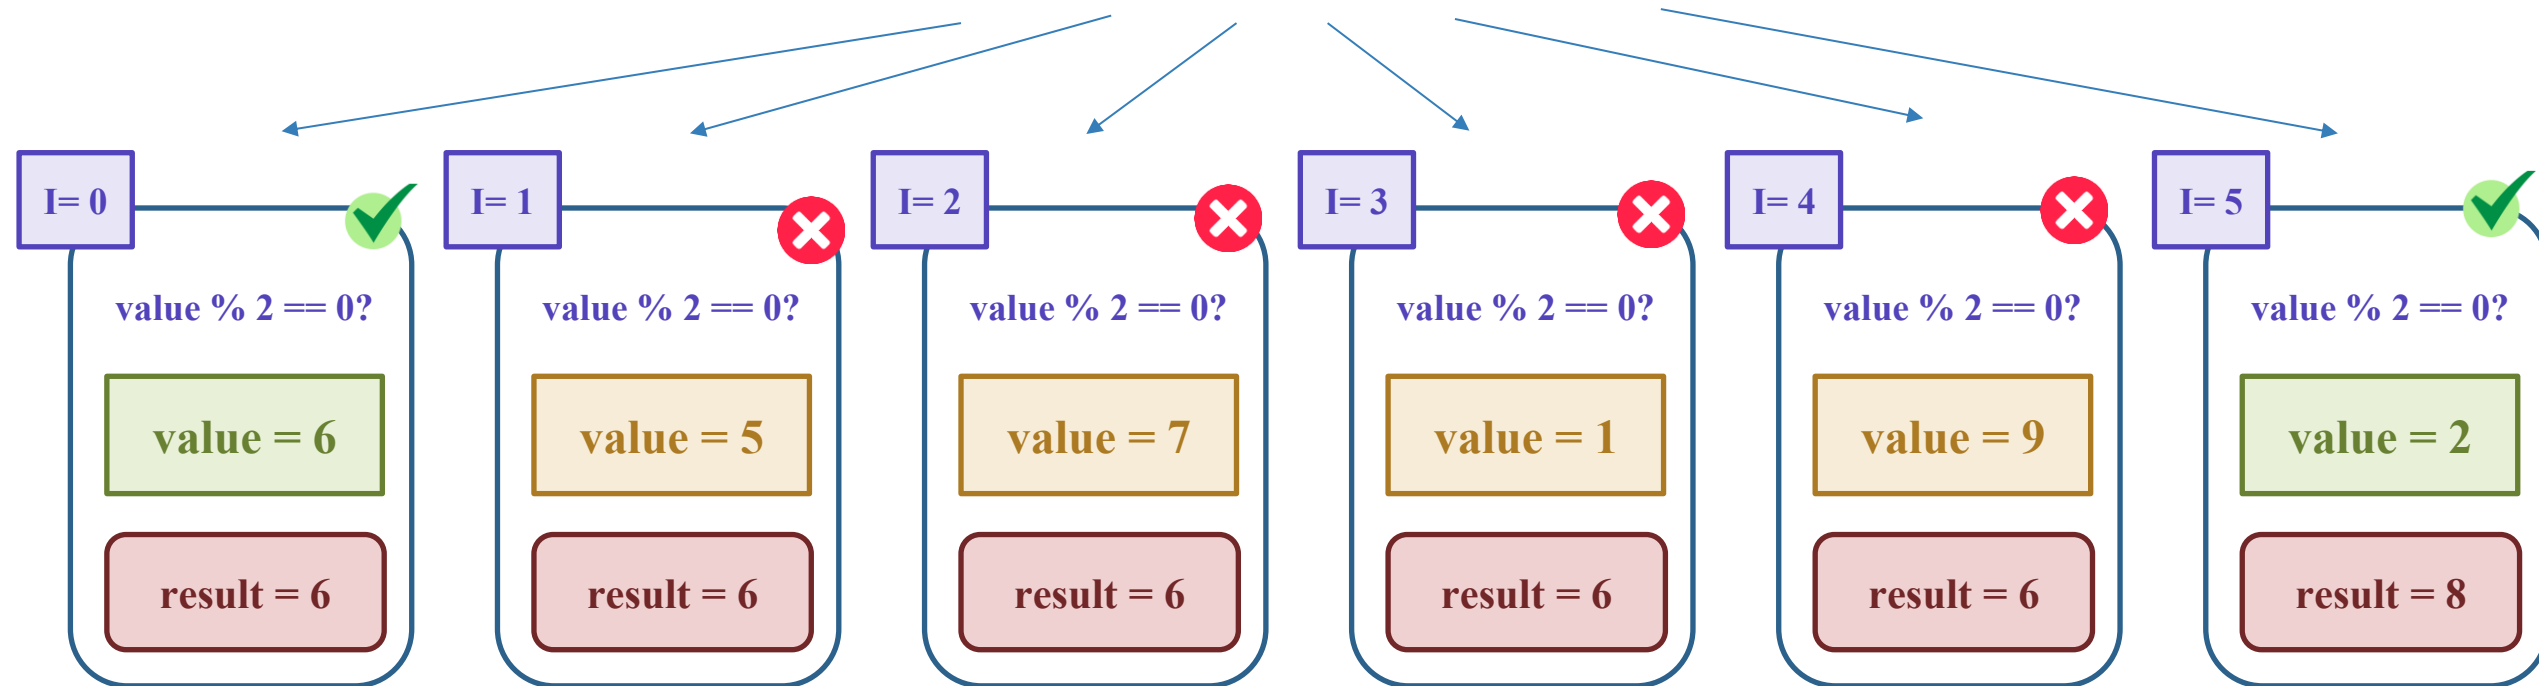 I= 0
I= 1
I= 2
I= 3
I= 4
I= 5
value % 2 == 0?
value % 2 == 0?
value % 2 == 0?
value % 2 == 0?
value % 2 == 0?
value % 2 == 0?
value = 6
value = 5
value = 7
value = 1
value = 9
value = 2
result = 6
result = 6
result = 6
result = 6
result = 6
result = 8